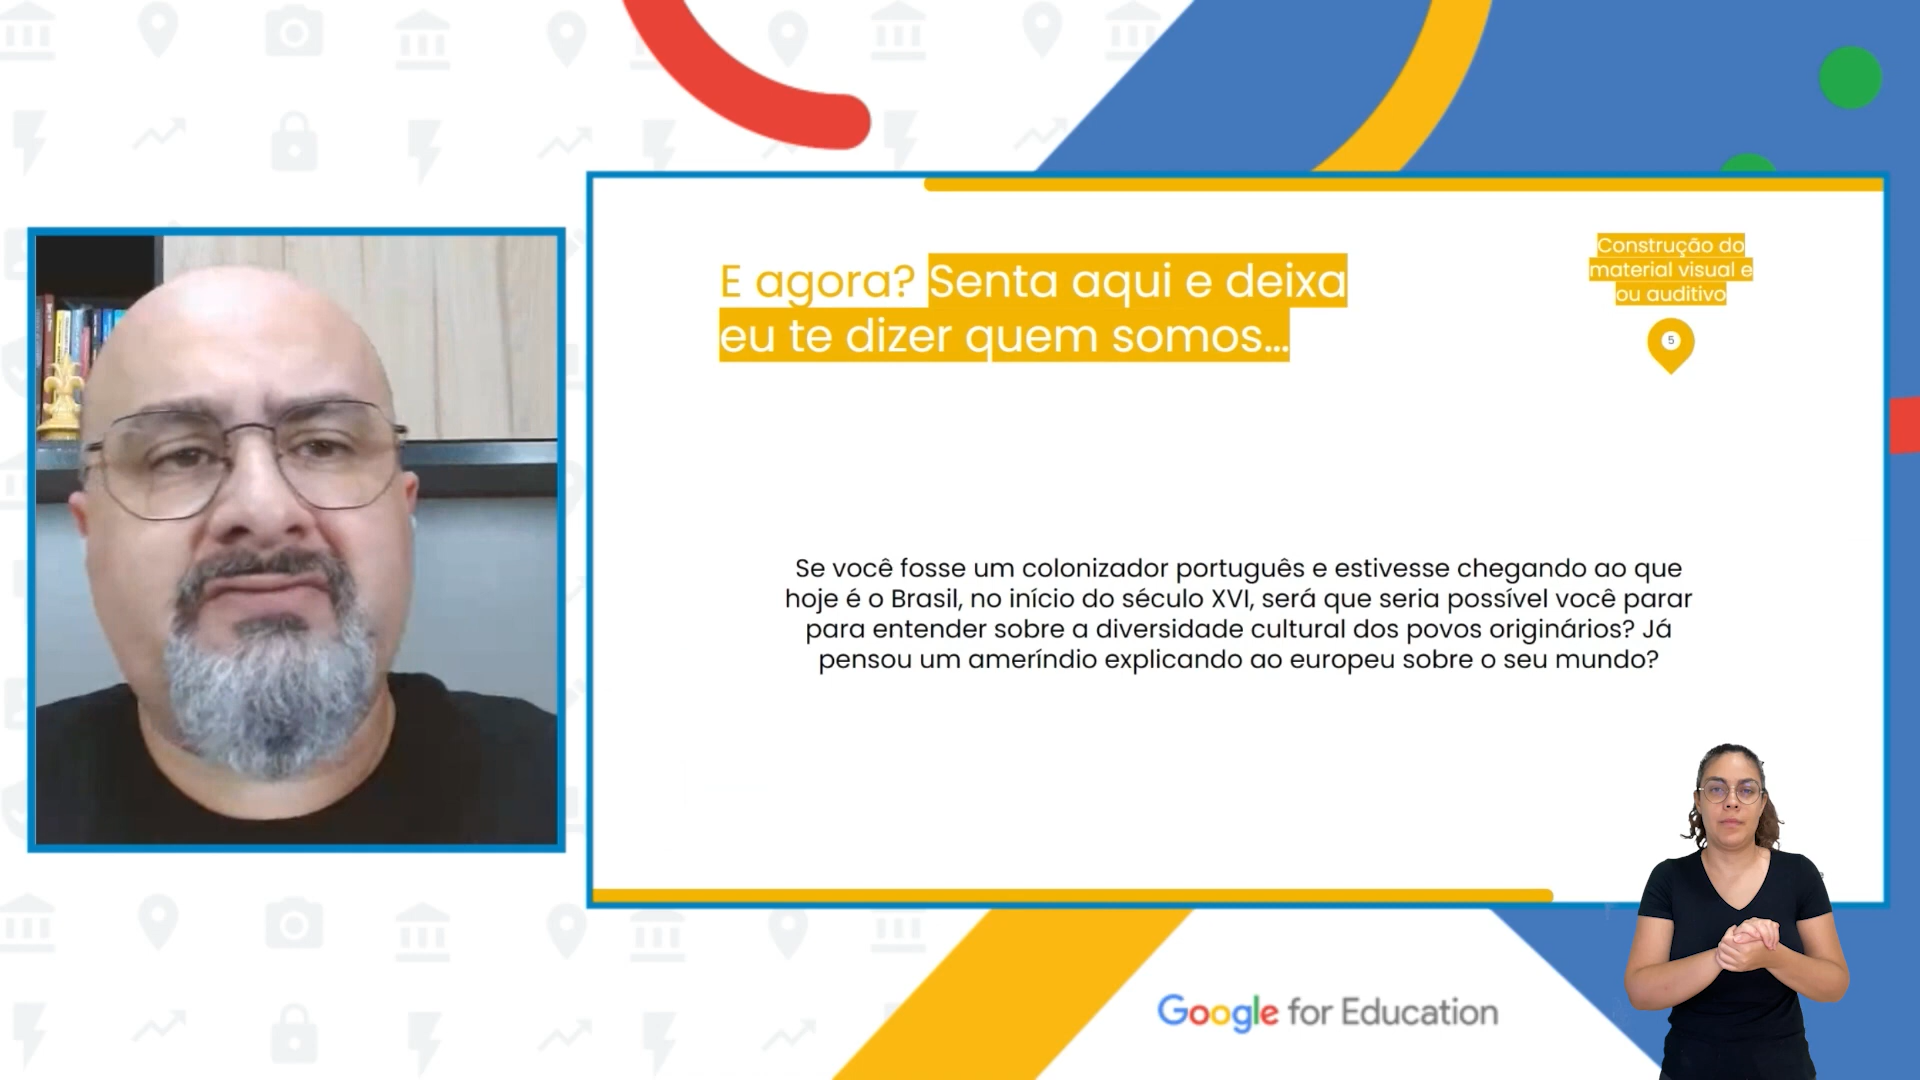 E agora? Senta aqui e deixa
eu te dizer quem somos...
Construção do
material visual e
ou auditivo
5
Se você fosse um colonizador português e estivesse chegando ao que
hoje é o Brasil, no início do século XVI, será que seria possível você parar
para entender sobre a diversidade cultural dos povos originários? Já
pensou um ameríndio explicando ao europeu sobre o seu mundo?
Google for Education